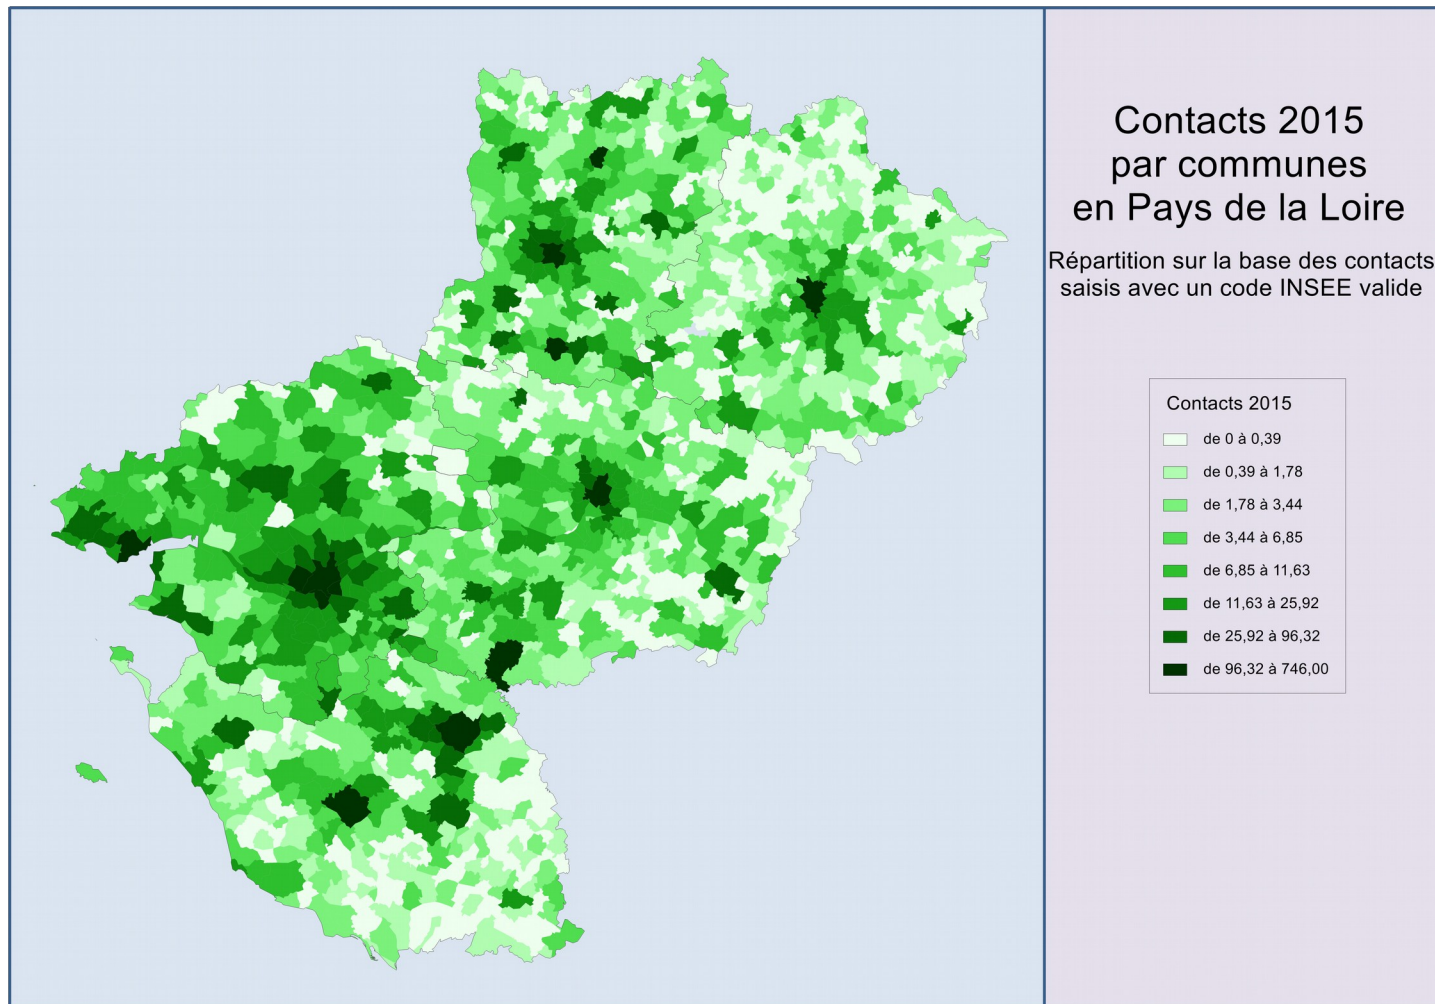 Contacts 2015
par communes
en Pays de la Loire
Répartition sur la base des contacts
saisis avec un code INSEE valide
Contacts 2015
de 0 à 0,39
de 0,39 à 1,78
de 1,78 à 3,44
de 3,44 à 6,85
de 6,85 à 11,63
de 11,63 à 25,92
de 25,92 à 96,32
de 96,32 à 746,00